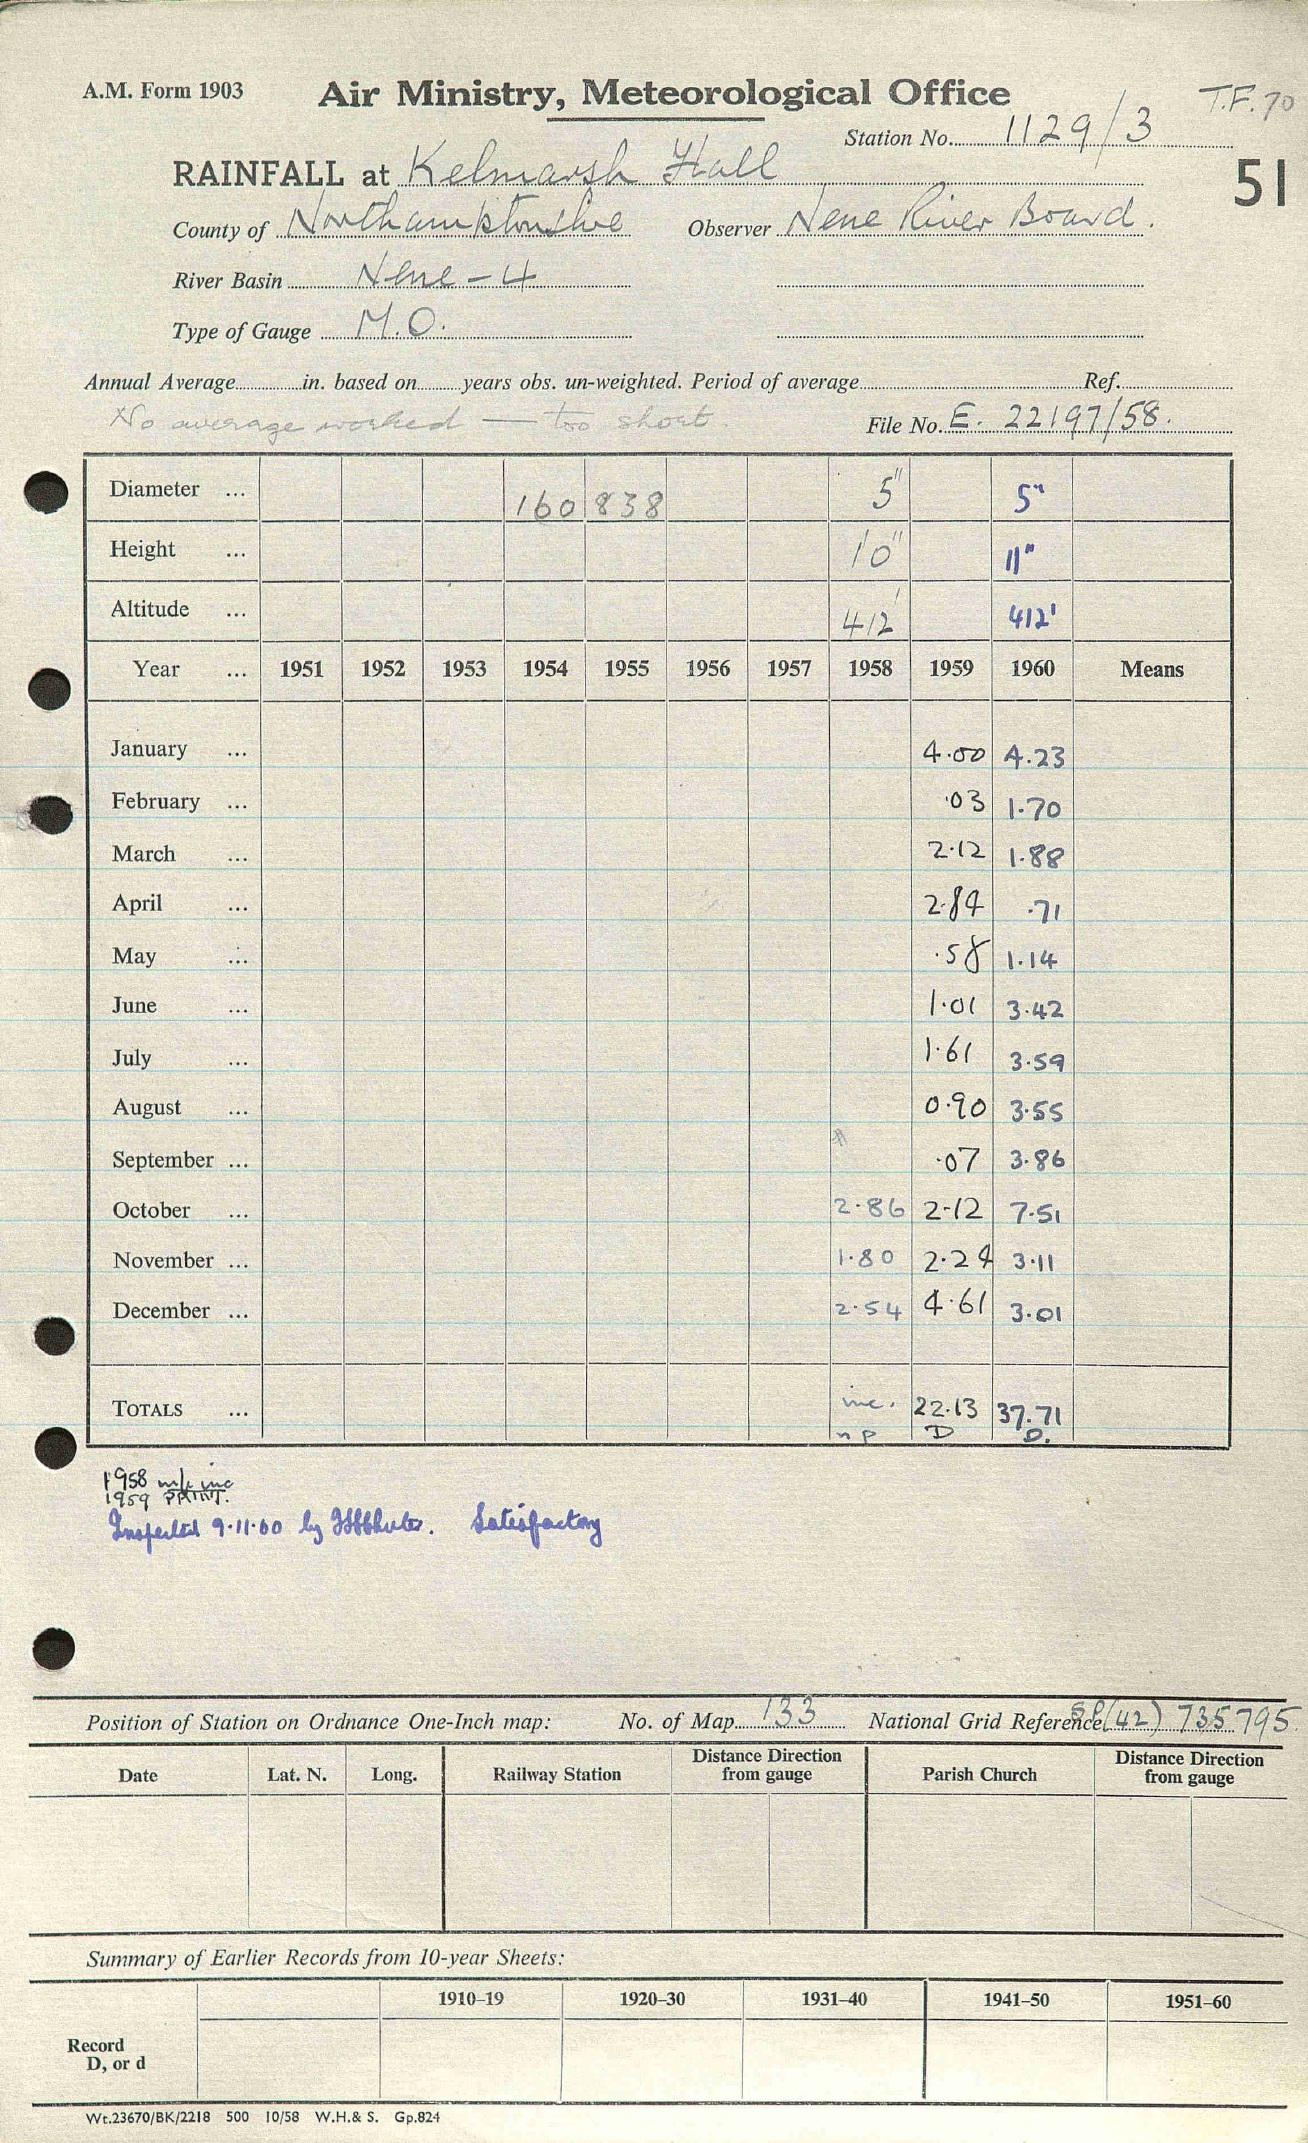 A.M. Form 1903 Air Ministry, Meteorological Office T.F. 70
Station No. 1129/3
RAINFALL at Kelmarsh Hall 51
County of Northamptonshire Observer Nene River Board.
River Basin Nene - 4
Type of Gauge M.O.
Annual Average in. based on years obs. un-weighted. Period of average Ref.
No average worked — too short. File No. E. 22197/58.
Diameter ... 160 838 5" 5"
Height ... 10" 11"
Altitude ... 412' 412'
Year ... 1951 1952 1953 1954 1955 1956 1957 1958 1959 1960 Means
January ... 4.00 4.23
February ... .03 1.70
March ... 2.12 1.88
April ... 2.84 .71
May ... .58 1.14
June ... 1.01 3.42
July ... 1.61 3.59
August ... 0.90 3.55
September ... .07 3.86
October ... 2.86 2.12 7.51
November ... 1.80 2.24 3.11
December ... 2.54 4.61 3.01
TOTALS ... inc. 22.13 37.71
n p D D.
1958 inc
1959 PRINT.
Inspected 9.11.60 by Satisfactory
Position of Station on Ordnance One-Inch map: No. of Map 133 National Grid Reference SP(42) 735795
Date Lat. N. Long. Railway Station Distance Direction from gauge Parish Church Distance Direction from gauge
Summary of Earlier Records from 10-year Sheets:
1910–19 1920–30 1931–40 1941–50 1951–60
Record
D, or d
Wt.23670/BK/2218 500 10/58 W.H.& S. Gp.824